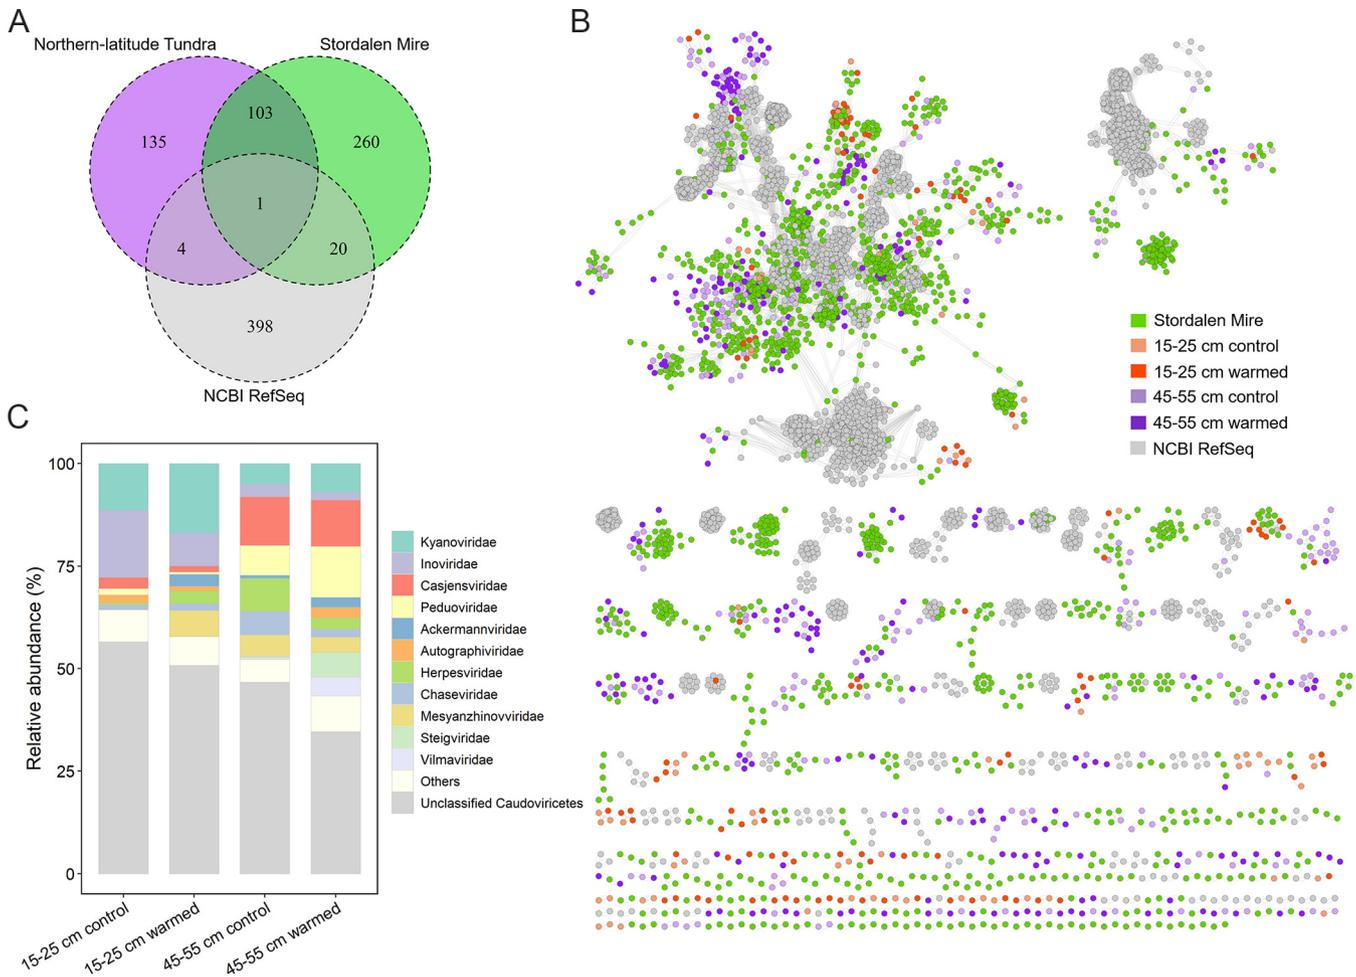 A
Northern-latitude Tundra
Stordalen Mire
135
103
260
1
4
20
398
NCBI RefSeq
B
Stordalen Mire
15-25 cm control
15-25 cm warmed
45-55 cm control
45-55 cm warmed
NCBI RefSeq
C
Relative abundance (%)
100
75
50
25
0
15-25 cm control
15-25 cm warmed
45-55 cm control
45-55 cm warmed
Kyanoviridae
Inoviridae
Casjensviridae
Peduoviridae
Ackermannviridae
Autographiviridae
Herpesviridae
Chaseviridae
Mesyanzhinovviridae
Steigviridae
Vilmaviridae
Others
Unclassified Caudoviricetes